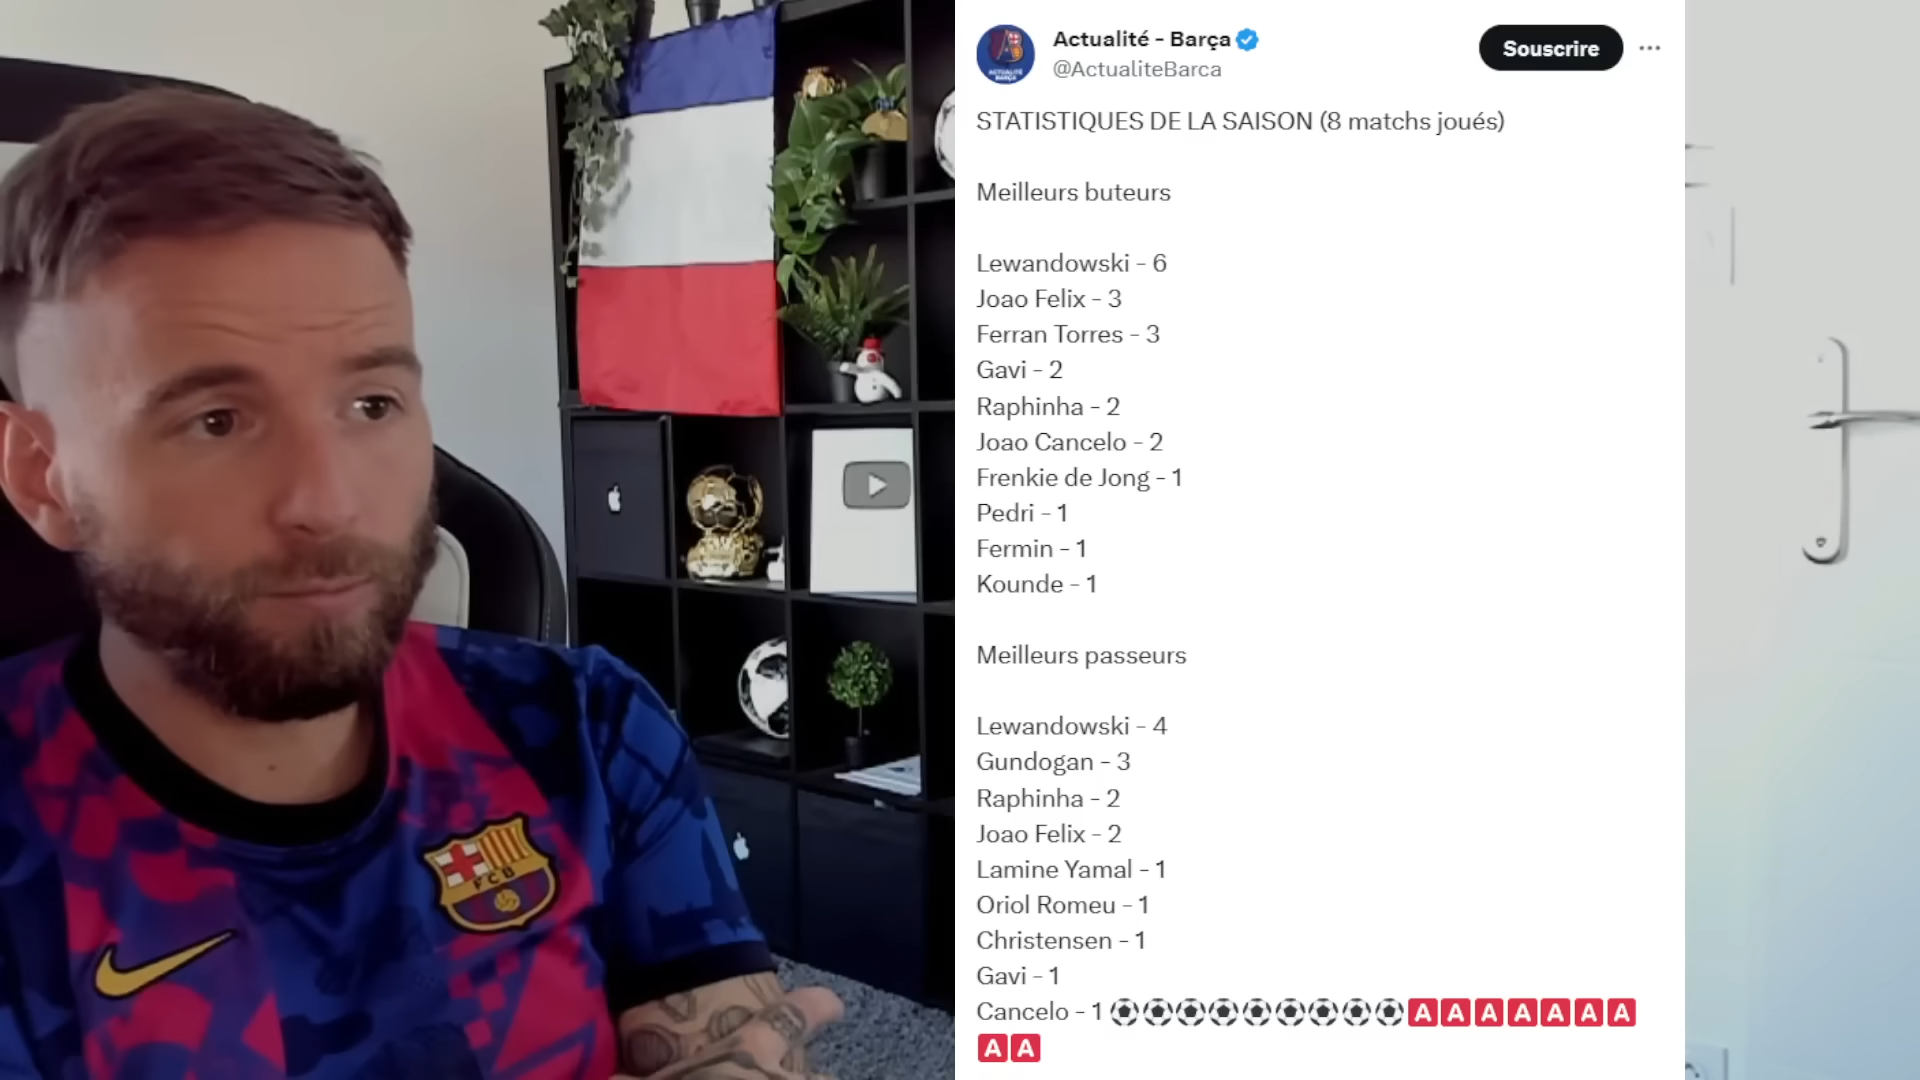 Actualité - Barça
@ActualiteBarca
Souscrire
STATISTIQUES DE LA SAISON (8 matchs joués)
Meilleurs buteurs
Lewandowski - 6
Joao Felix - 3
Ferran Torres - 3
Gavi - 2
Raphinha - 2
Joao Cancelo - 2
Frenkie de Jong - 1
Pedri - 1
Fermin - 1
Kounde - 1
Meilleurs passeurs
Lewandowski - 4
Gundogan - 3
Raphinha - 2
Joao Felix - 2
Lamine Yamal - 1
Oriol Romeu - 1
Christensen - 1
Gavi - 1
Cancelo - 1 ⚽⚽⚽⚽⚽⚽⚽⚽⚽🅰🅰🅰🅰🅰🅰🅰
🅰🅰
FCB
ACTUALITÉ
BARÇA